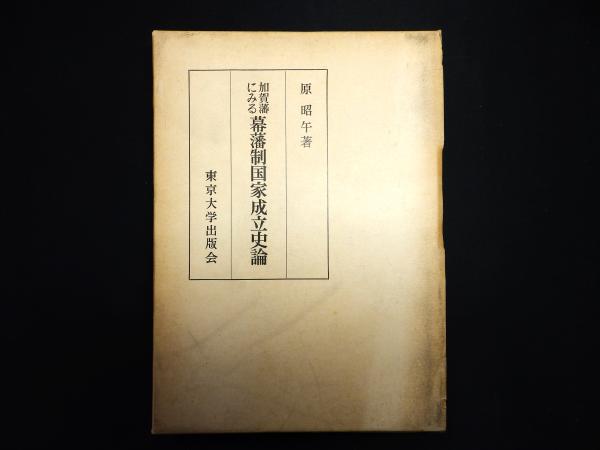 原 昭午著
加賀藩
にみる
幕藩制国家成立史論
東京大学出版会